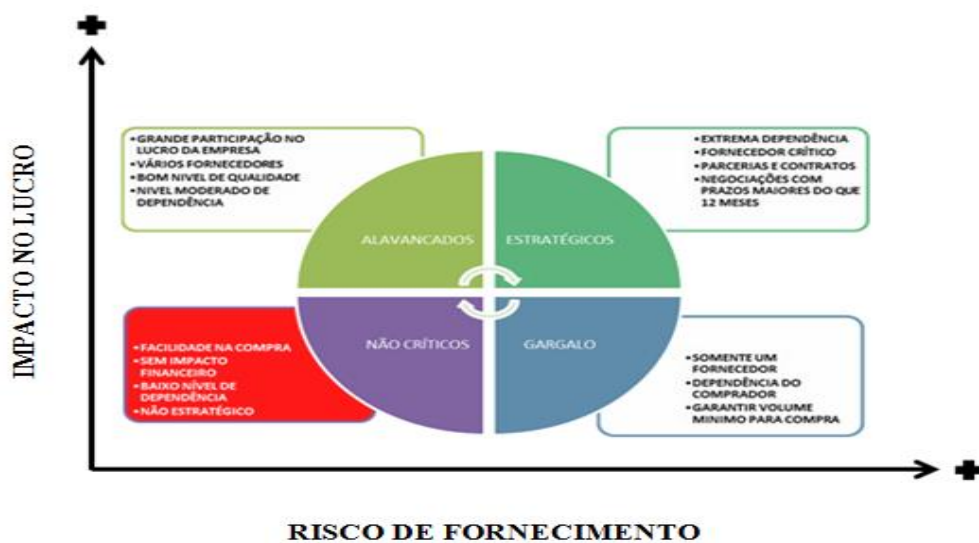 IMPACTO NO LUCRO
•GRANDE PARTICIPAÇÃO NO
LUCRO DA EMPRESA
•VÁRIOS FORNECEDORES
•BOM NIVEL DE QUALIDADE
•NIVEL MODERADO DE
DEPENDÊNCIA
•EXTREMA DEPENDÊNCIA
•FORNECEDOR CRÍTICO
•PARCERIAS E CONTRATOS
•NEGOCIAÇÕES COM
PRAZOS MAIORES DO QUE
12 MESES
ALAVANCADOS
ESTRATÉGICOS
NÃO CRÍTICOS
GARGALO
•FACILIDADE NA COMPRA
•SEM IMPACTO
FINANCEIRO
•BAIXO NÍVEL DE
DEPENDÊNCIA
•NÃO ESTRATÉGICO
•SOMENTE UM
FORNECEDOR
•DEPENDÊNCIA DO
COMPRADOR
•GARANTIR VOLUME
MINIMO PARA COMPRA
RISCO DE FORNECIMENTO